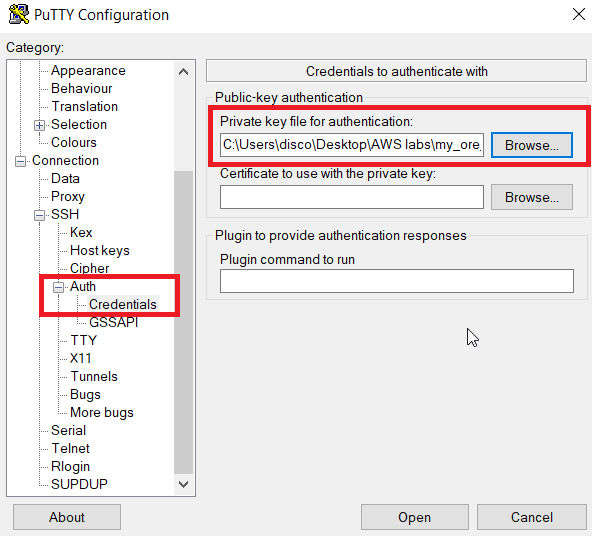 PuTTY Configuration
Category:
Appearance
Behaviour
Translation
Selection
Colours
Connection
Data
Proxy
SSH
Kex
Host keys
Cipher
Auth
Credentials
GSSAPI
TTY
X11
Tunnels
Bugs
More bugs
Serial
Telnet
Rlogin
SUPDUP
Credentials to authenticate with
Public-key authentication
Private key file for authentication:
C:\Users\disco\Desktop\AWS labs\my_ore_
Browse...
Certificate to use with the private key:
Browse...
Plugin to provide authentication responses
Plugin command to run
About
Open
Cancel